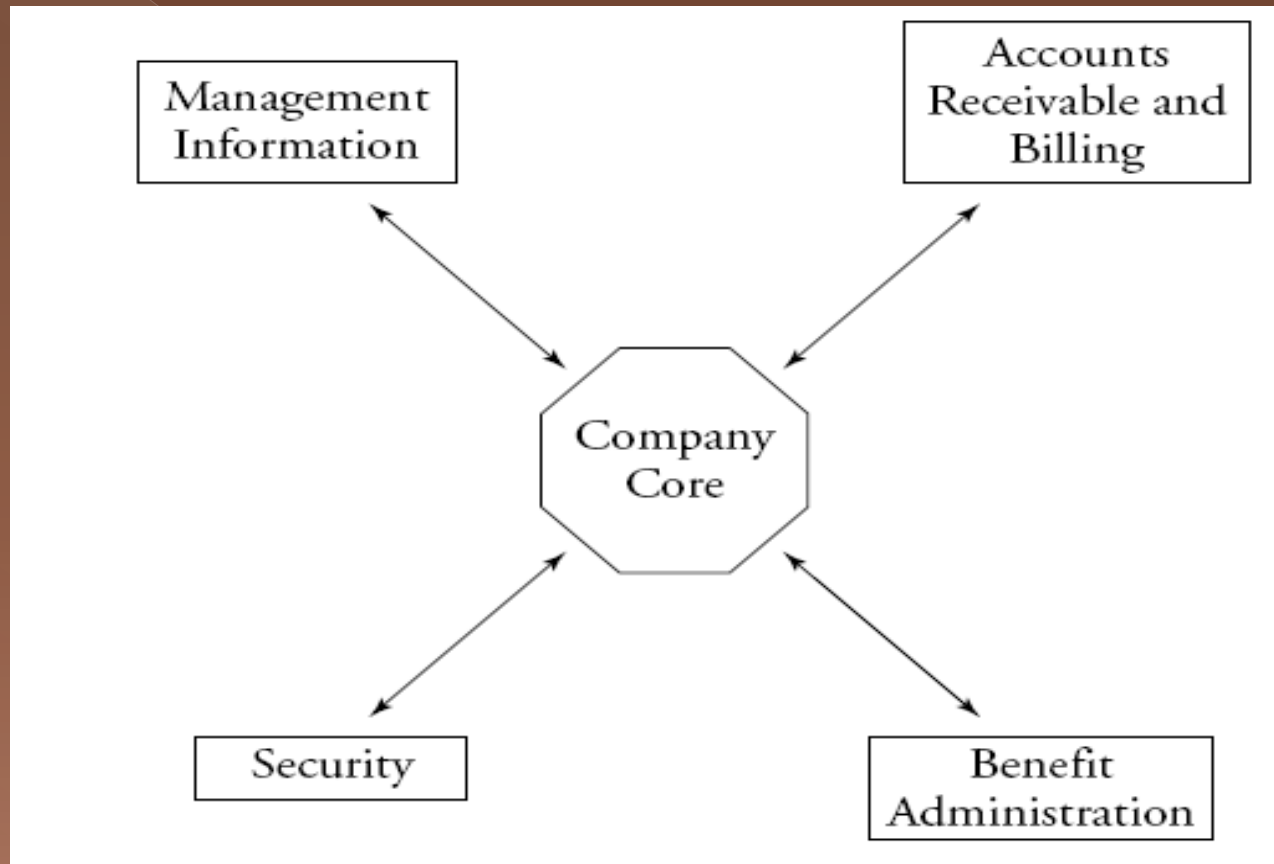 Management
Information
Accounts
Receivable and
Billing
Company
Core
Security
Benefit
Administration